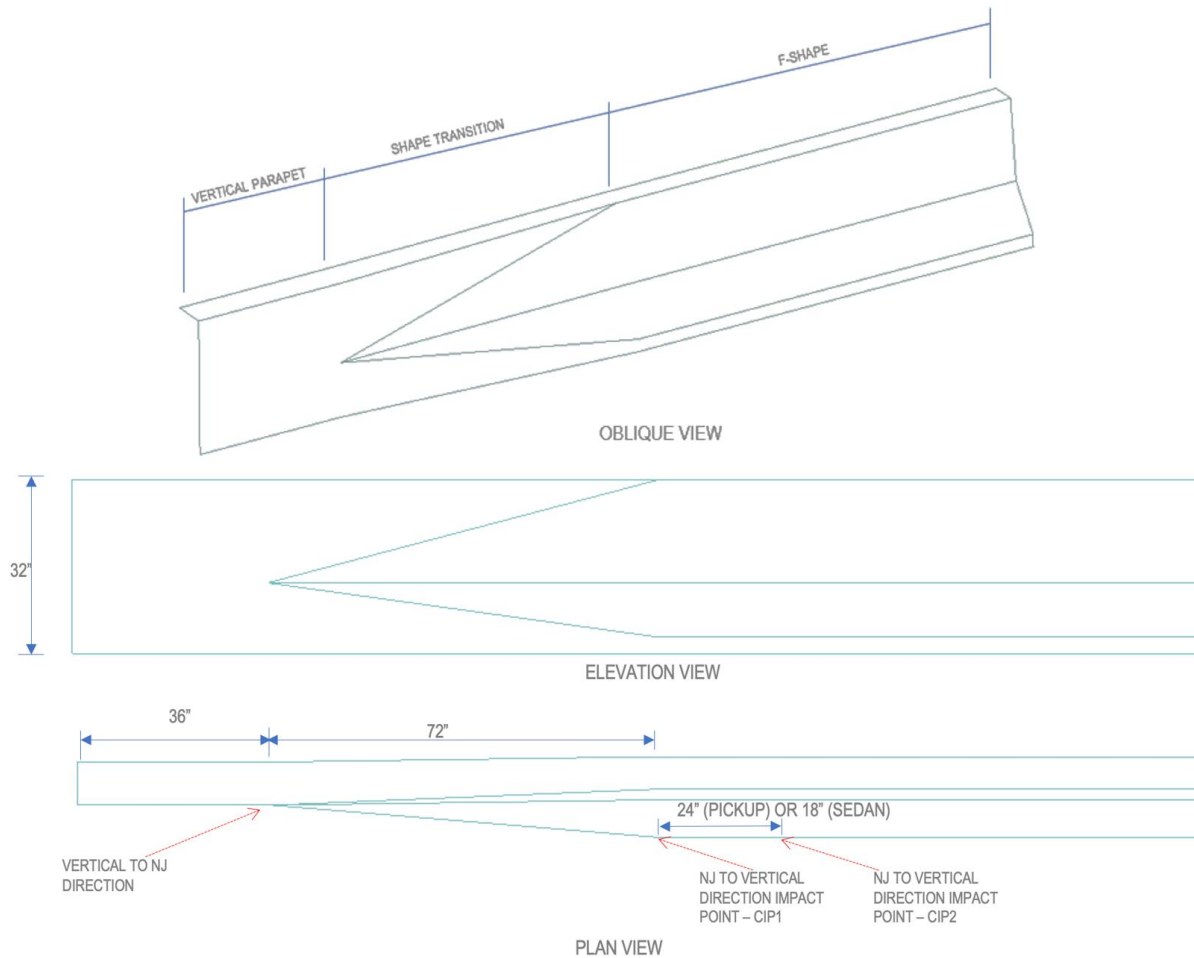 F-SHAPE
SHAPE TRANSITION
VERTICAL PARAPET
OBLIQUE VIEW
32"
ELEVATION VIEW
36"
72"
24" (PICKUP) OR 18" (SEDAN)
VERTICAL TO NJ
DIRECTION
NJ TO VERTICAL
DIRECTION IMPACT
POINT – CIP1
NJ TO VERTICAL
DIRECTION IMPACT
POINT – CIP2
PLAN VIEW